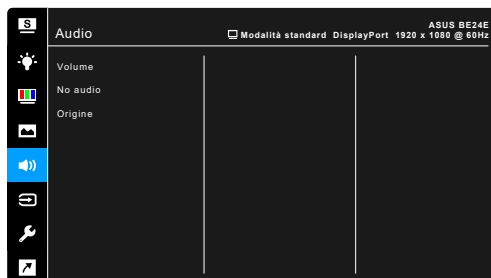 S
ASUS BE24E
Audio
Modalità standard DisplayPort 1920 x 1080 @ 60Hz
Volume
No audio
Origine